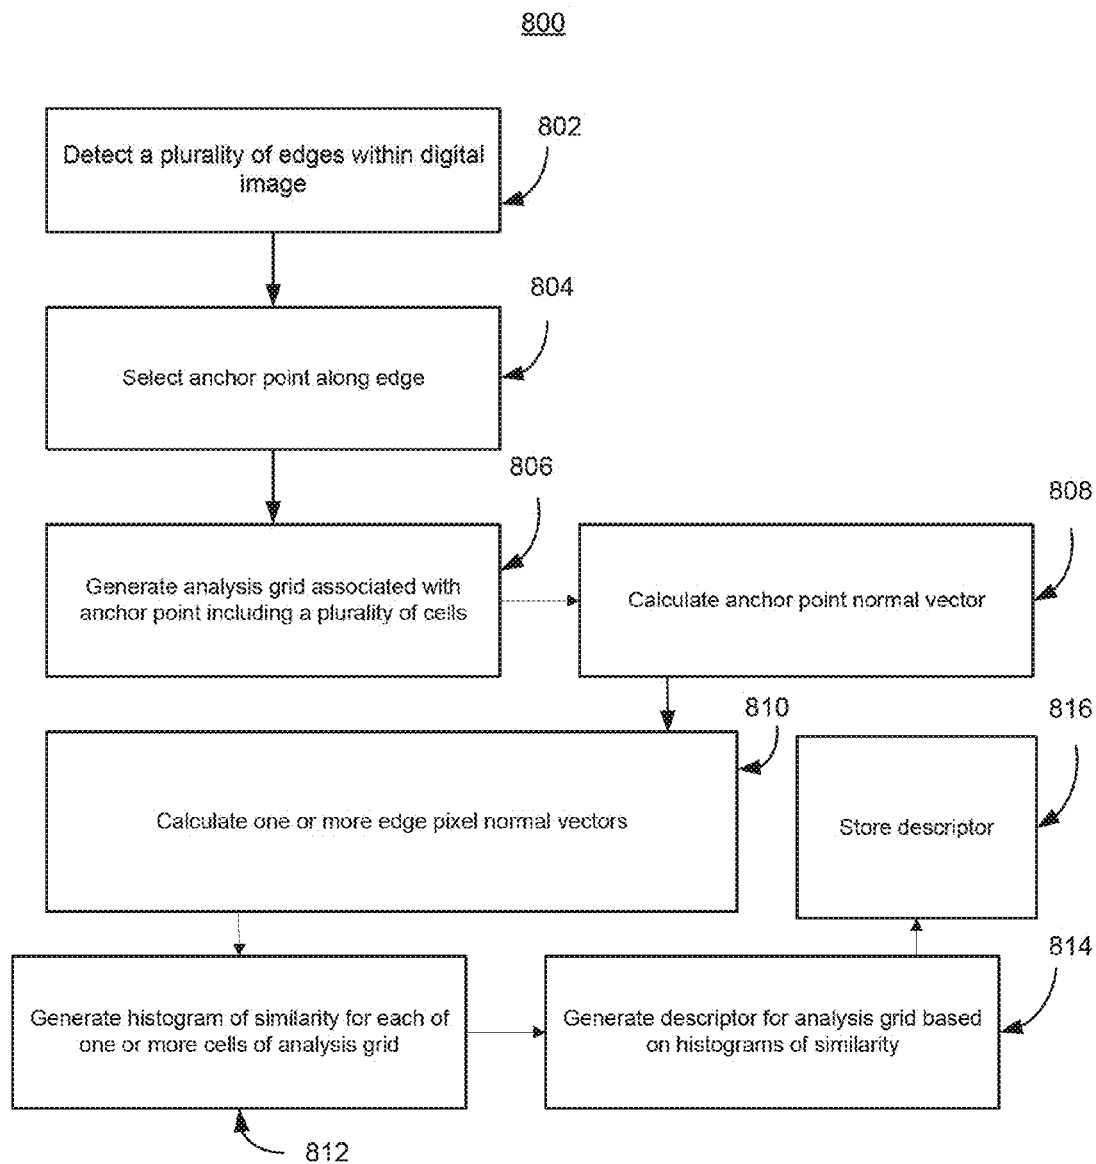 800
802
Detect a plurality of edges within digital
image
804
Select anchor point along edge
806
808
Generate analysis grid associated with
anchor point including a plurality of cells
Calculate anchor point normal vector
810
816
Calculate one or more edge pixel normal vectors
Store descriptor
814
Generate histogram of similarity for each of
one or more cells of analysis grid
Generate descriptor for analysis grid based
on histograms of similarity
812